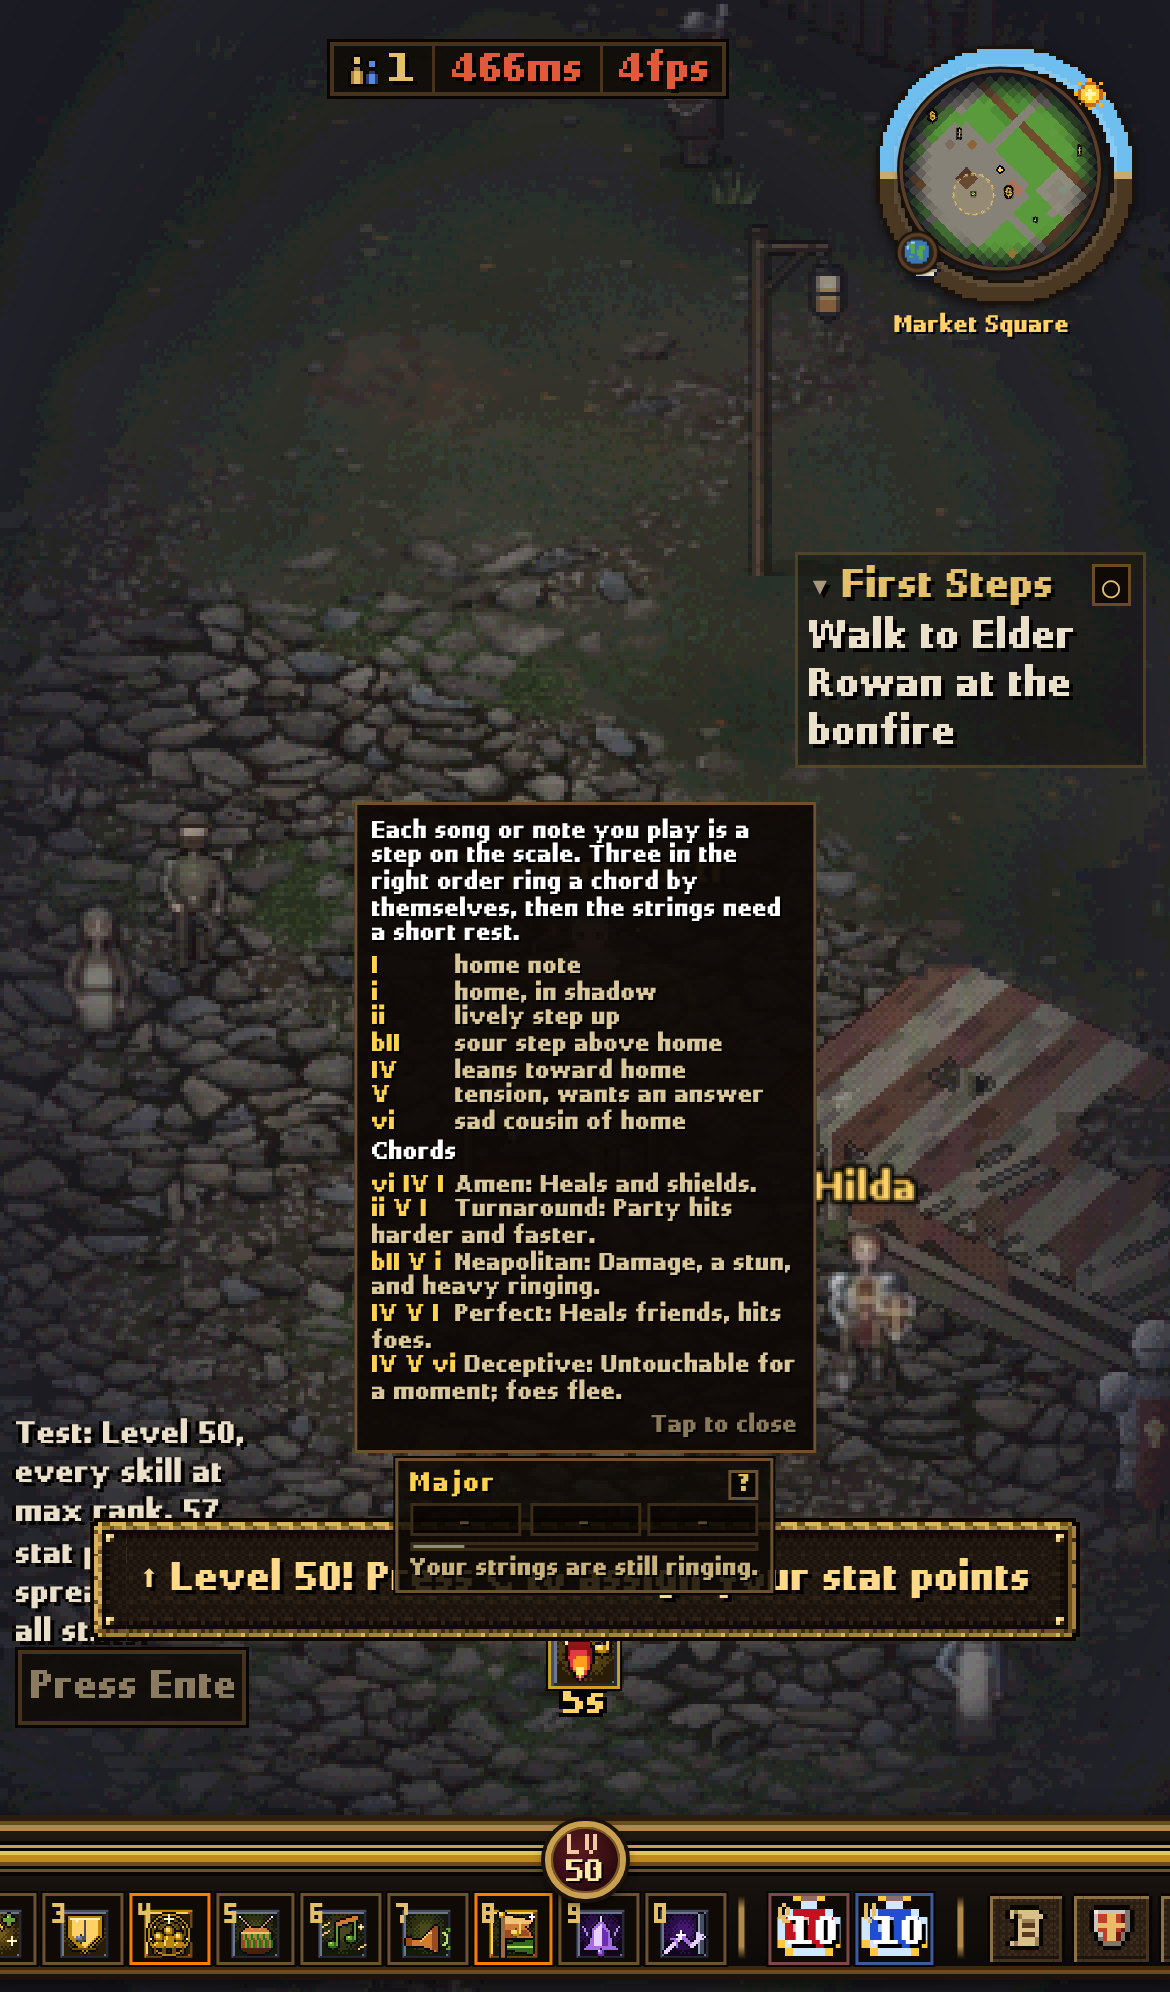 1 466ms 4fps
Market Square
▼ First Steps
Walk to Elder
Rowan at the
bonfire
Each song or note you play is a
step on the scale. Three in the
right order ring a chord by
themselves, then the strings need
a short rest.
I home note
i home, in shadow
ii lively step up
bII sour step above home
IV leans toward home
V tension, wants an answer
vi sad cousin of home
Chords
vi IV I Amen: Heals and shields.
ii V I Turnaround: Party hits
harder and faster.
bII V i Neapolitan: Damage, a stun,
and heavy ringing.
IV V I Perfect: Heals friends, hits
foes.
IV V vi Deceptive: Untouchable for
a moment; foes flee.
Tap to close
Hilda
Major ?
- - -
Your strings are still ringing.
Test: Level 50,
every skill at
max rank. 57
stat
all
↑ Level 50! stat points
Press Ente
5s
LV
50
3 4 5 6 7 8 9 0 10 10